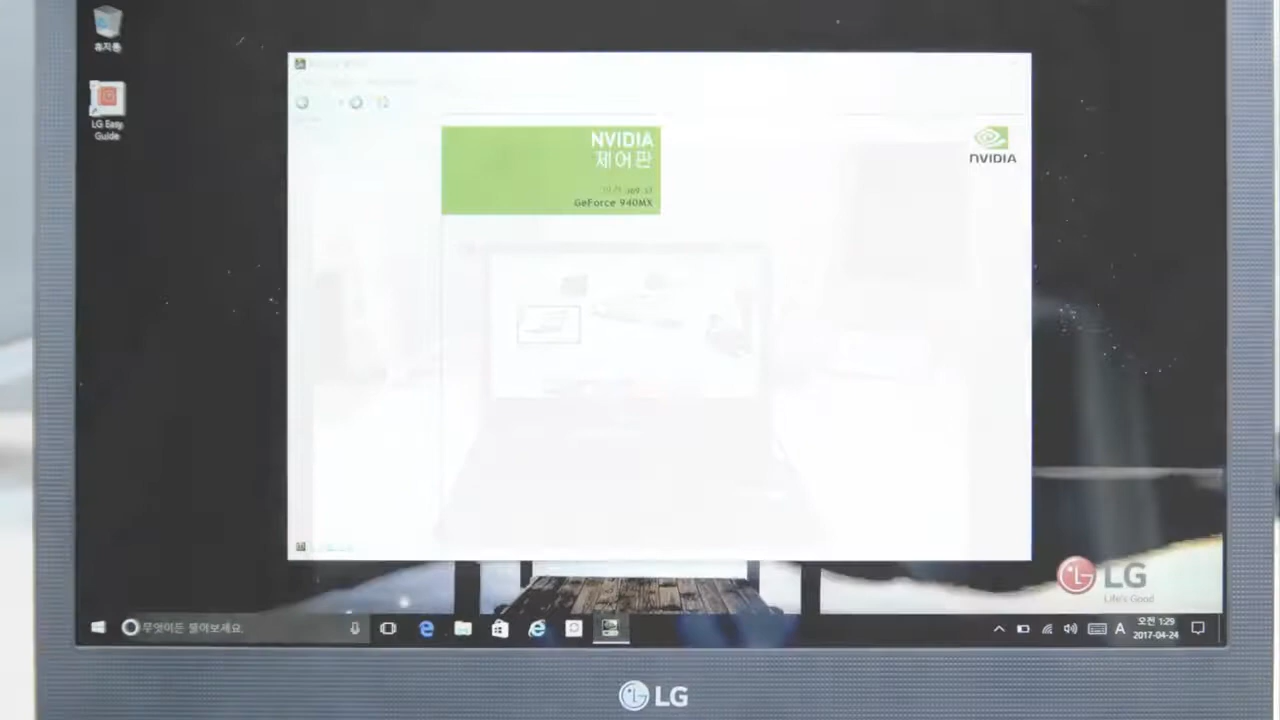 휴지통
LG Easy
Guide
NVIDIA
제어판
GeForce 940MX
NVIDIA
LG
Life's Good
무엇이든 물어보세요.
A
오전 1:29
2017-04-24
LG